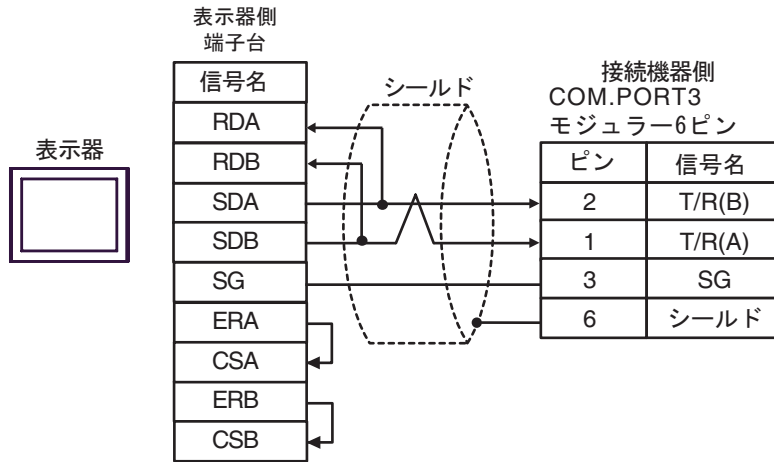 表示器側
端子台
信号名
RDA
RDB
SDA
SDB
SG
ERA
CSA
ERB
CSB
表示器
シールド
接続機器側
COM.PORT3
モジュラー6ピン
ピン 信号名
2 T/R(B)
1 T/R(A)
3 SG
6 シールド